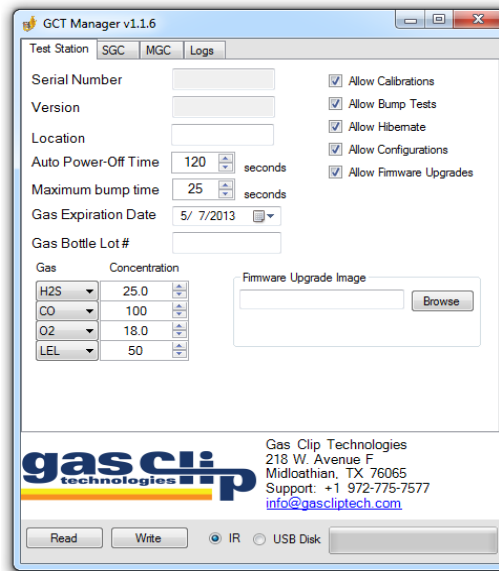 GCT Manager v1.1.6
Test Station SGC MGC Logs
Serial Number
Version
Location
Auto Power-Off Time 120 seconds
Maximum bump time 25 seconds
Gas Expiration Date 5/ 7/2013
Gas Bottle Lot #
Allow Calibrations
Allow Bump Tests
Allow Hibernate
Allow Configurations
Allow Firmware Upgrades
Gas Concentration
H2S 25.0
CO 100
O2 18.0
LEL 50
Firmware Upgrade Image
Browse
gas clip
technologies
Gas Clip Technologies
218 W. Avenue F
Midloathian, TX 76065
Support: +1 972-775-7577
info@gascliptech.com
Read Write IR USB Disk